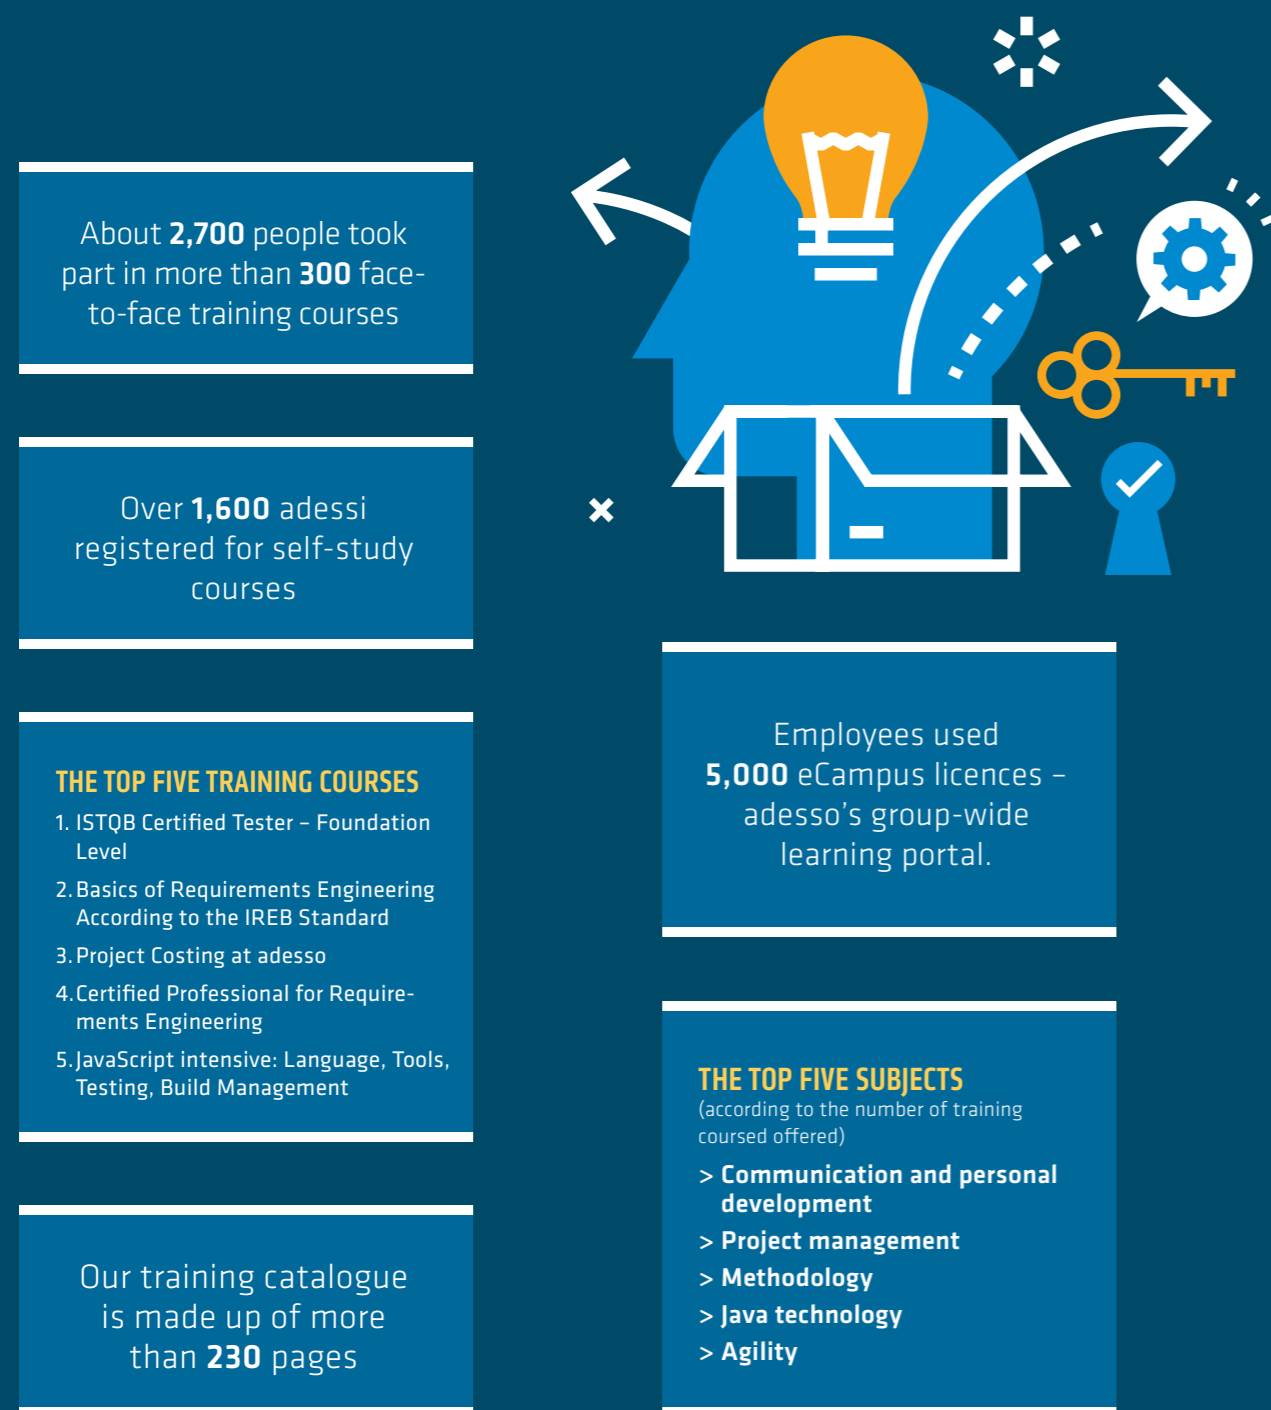 About 2,700 people took
part in more than 300 face-
to-face training courses
Over 1,600 adessi
registered for self-study
courses
THE TOP FIVE TRAINING COURSES
1. ISTQB Certified Tester – Foundation
Level
2. Basics of Requirements Engineering
According to the IREB Standard
3. Project Costing at adesso
4. Certified Professional for Require-
ments Engineering
5. JavaScript intensive: Language, Tools,
Testing, Build Management
Our training catalogue
is made up of more
than 230 pages
Employees used
5,000 eCampus licences –
adesso's group-wide
learning portal.
THE TOP FIVE SUBJECTS
(according to the number of training
coursed offered)
> Communication and personal
development
> Project management
> Methodology
> Java technology
> Agility